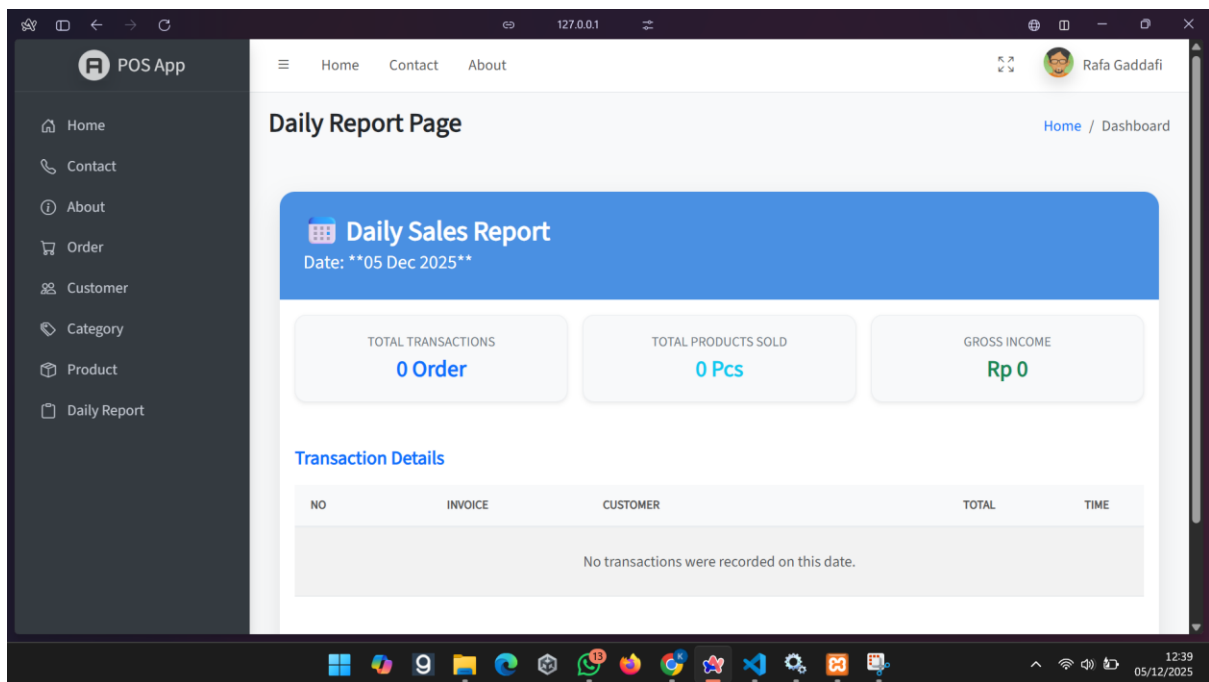 127.0.0.1
POS App
Home Contact About
Rafa Gaddafi
Home
Contact
About
Order
Customer
Category
Product
Daily Report
Daily Report Page
Home / Dashboard
Daily Sales Report
Date: **05 Dec 2025**
TOTAL TRANSACTIONS
0 Order
TOTAL PRODUCTS SOLD
0 Pcs
GROSS INCOME
Rp 0
Transaction Details
NO INVOICE CUSTOMER TOTAL TIME
No transactions were recorded on this date.
13
12:39
05/12/2025